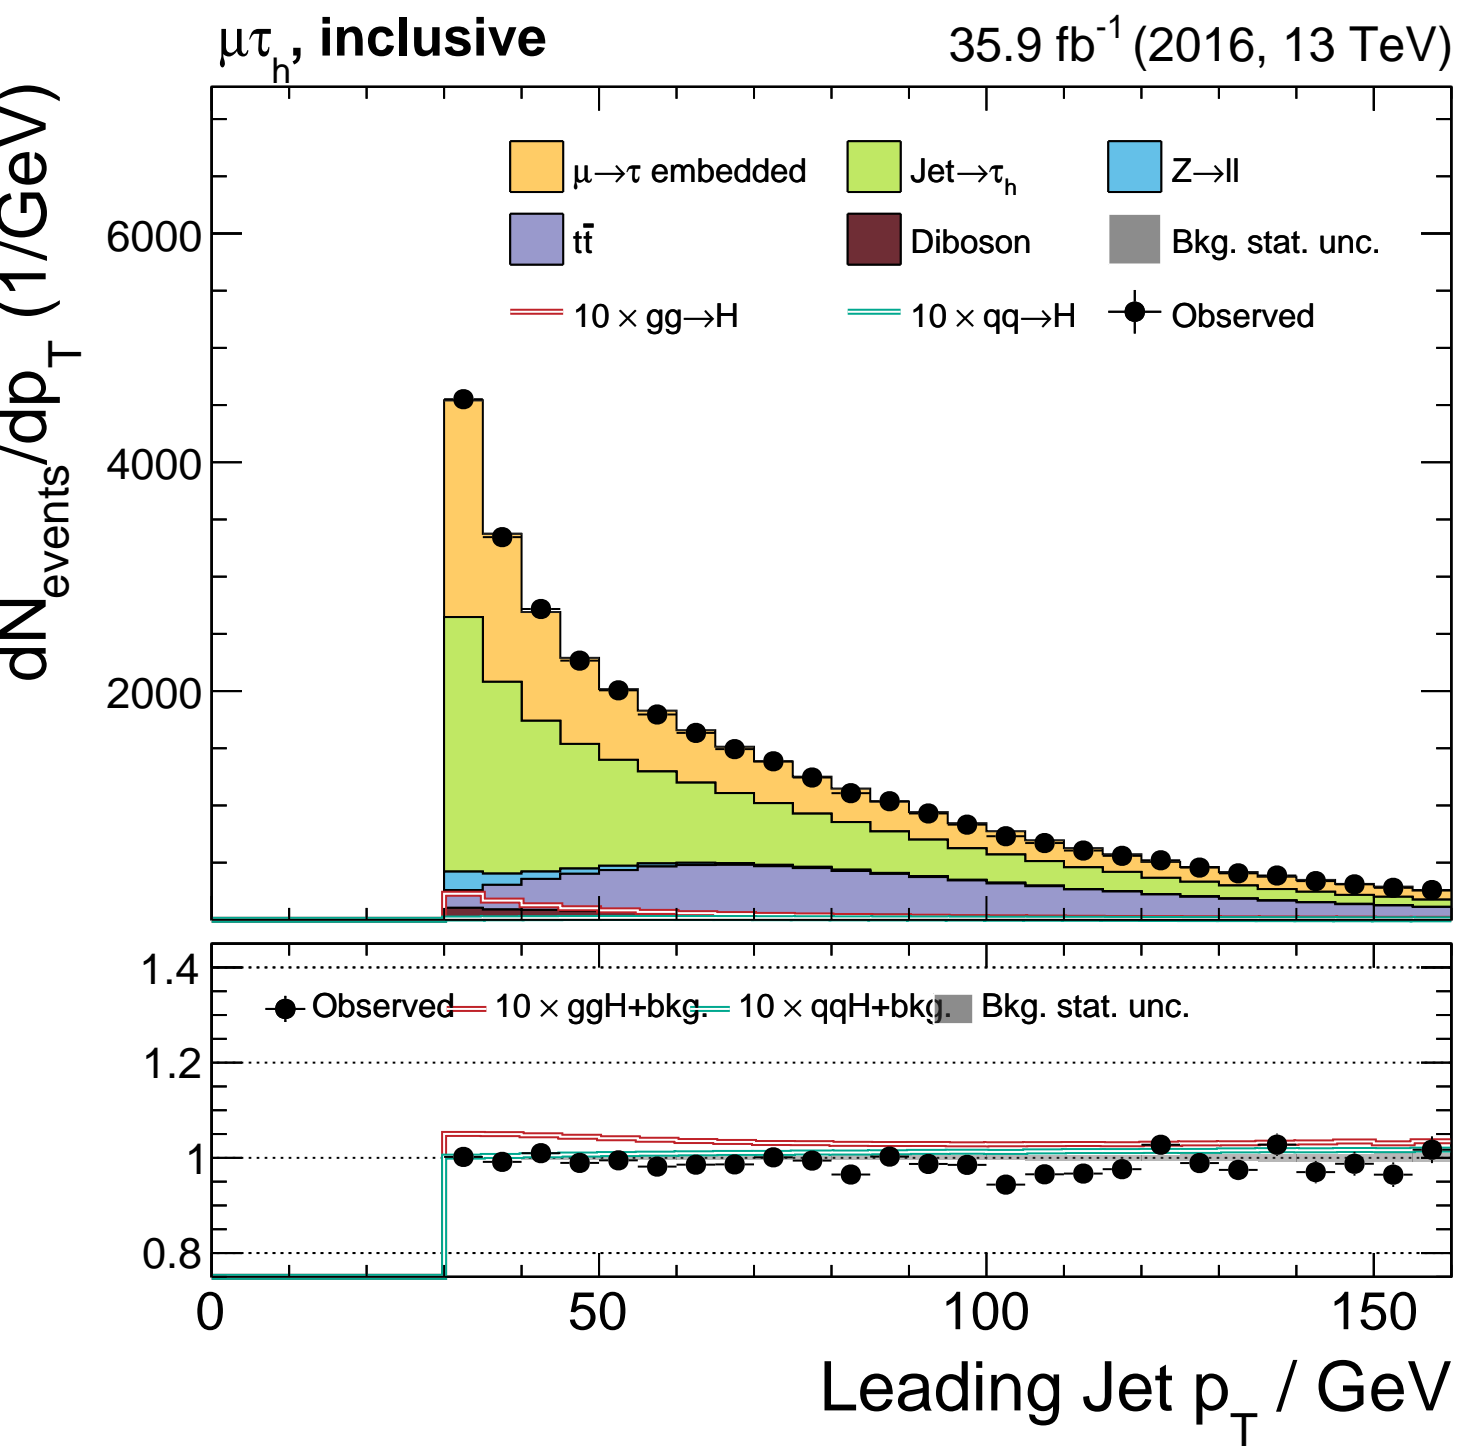 μτh, inclusive
35.9 fb-1 (2016, 13 TeV)
dNevents/dpT (1/GeV)
μ→τ embedded
Jet→τh
Z→ll
tt̄
Diboson
Bkg. stat. unc.
10 × gg→H
10 × qq→H
Observed
6000
4000
2000
1.4
Observed
10 × ggH+bkg.
10 × qqH+bkg.
Bkg. stat. unc.
1.2
1
0.8
0
50
100
150
Leading Jet pT / GeV